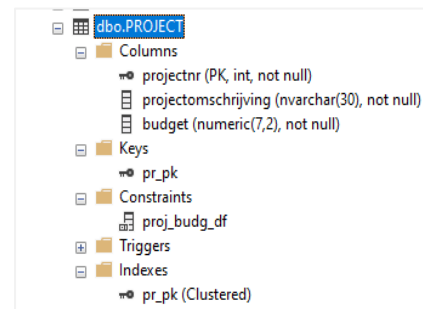 dbo.PROJECT
Columns
projectnr (PK, int, not null)
projectomschrijving (nvarchar(30), not null)
budget (numeric(7,2), not null)
Keys
pr_pk
Constraints
proj_budg_df
Triggers
Indexes
pr_pk (Clustered)